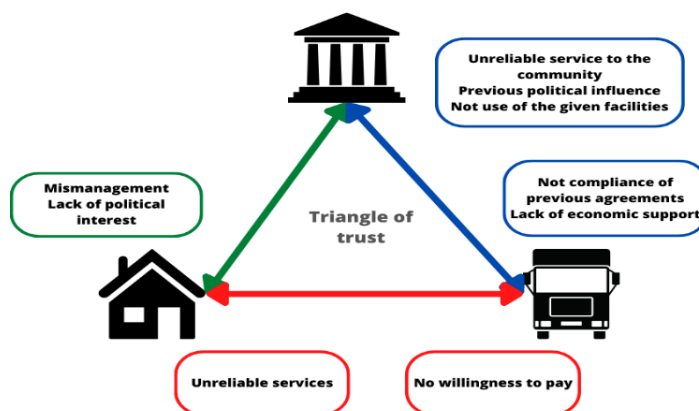 Unreliable service to the
community
Previous political influence
Not use of the given facilities
Mismanagement
Lack of political
interest
Not compliance of
previous agreements
Lack of economic support
Triangle of
trust
Unreliable services
No willingness to pay